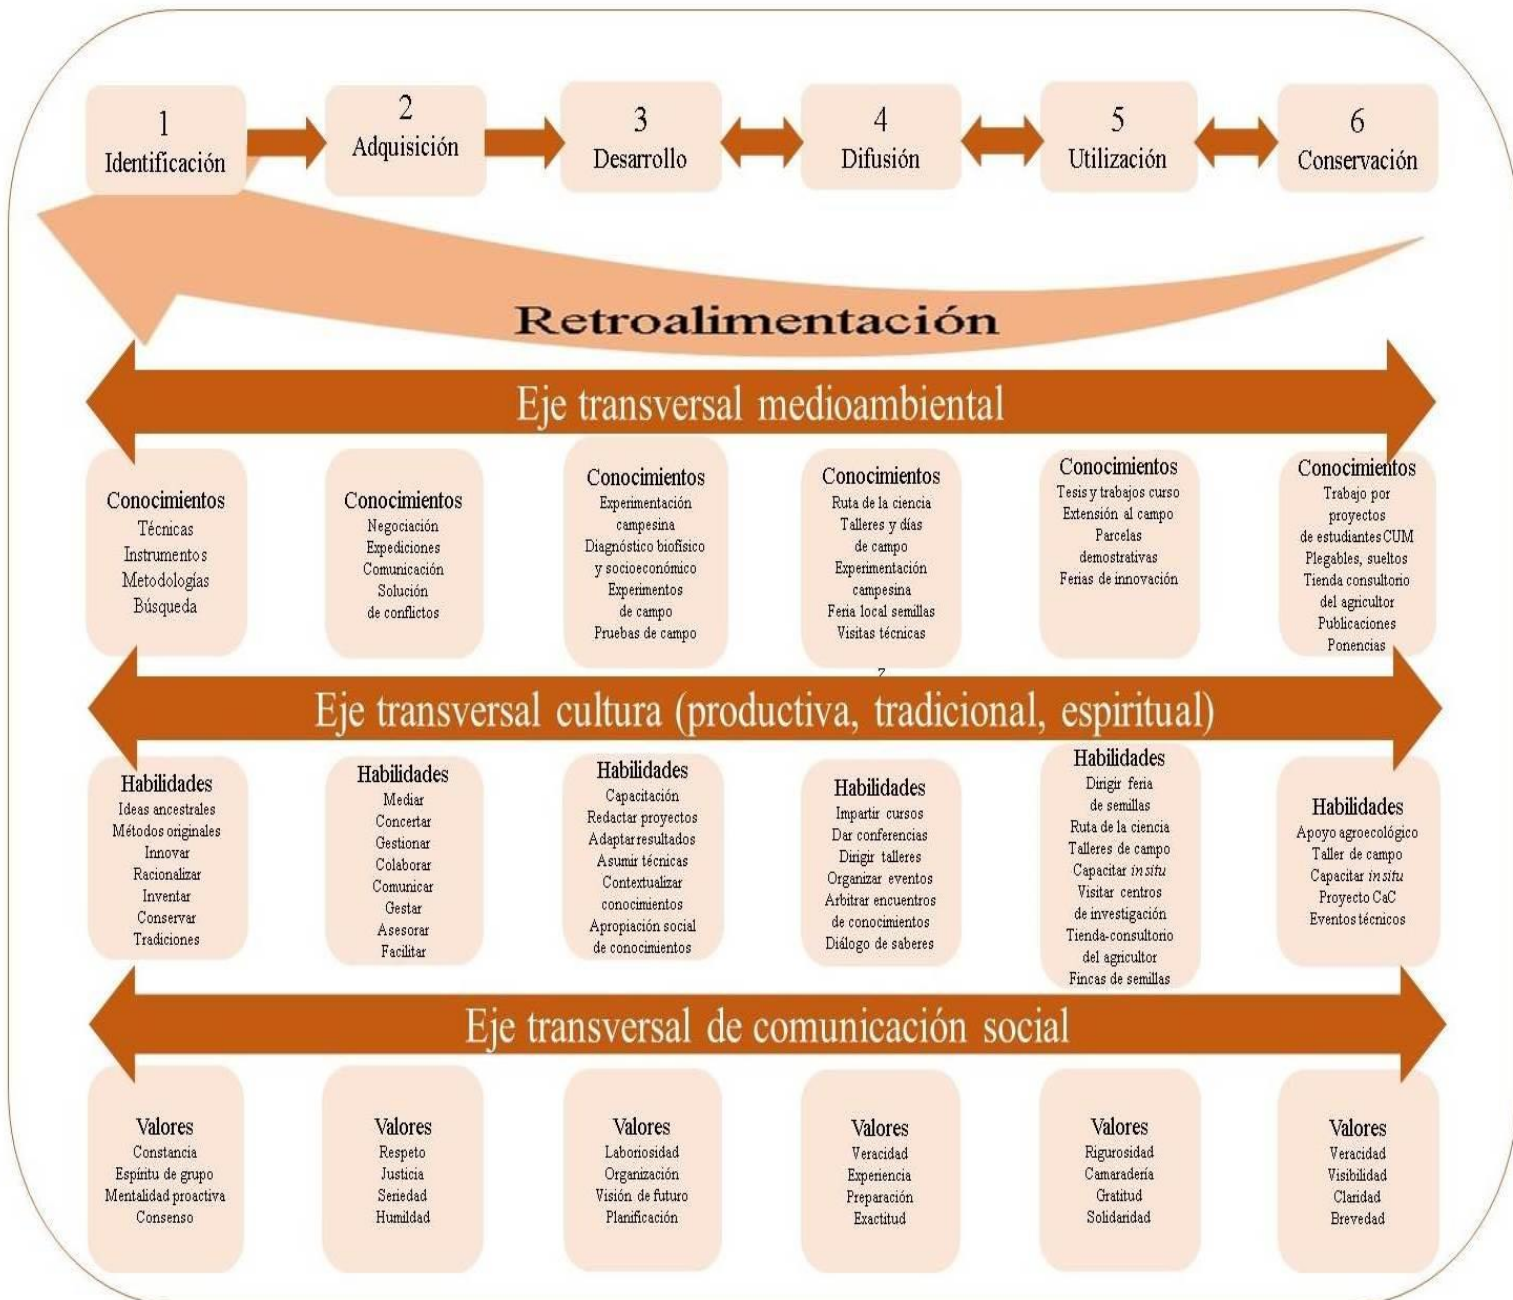 1
Identificación
2
Adquisición
3
Desarrollo
4
Difusión
5
Utilización
6
Conservación
Retroalimentación
Eje transversal medioambiental
Conocimientos
Técnicas
Instrumentos
Metodologías
Búsqueda
Conocimientos
Negociación
Expediciones
Comunicación
Solución
de conflictos
Conocimientos
Experimentación
campesina
Diagnóstico biofísico
y socioeconómico
Experimentos
de campo
Pruebas de campo
Conocimientos
Ruta de la ciencia
Talleres y días
de campo
Experimentación
campesina
Feria local semillas
Visitas técnicas
Conocimientos
Tesis y trabajos curso
Extensión al campo
Parcelas
demostrativas
Ferias de innovación
Conocimientos
Trabajo por
proyectos
de estudiantes CUM
Plegables, sueltos
Tienda consultorio
del agricultor
Publicaciones
Ponencias
Eje transversal cultura (productiva, tradicional, espiritual)
Habilidades
Ideas ancestrales
Métodos originales
Innovar
Racionalizar
Inventar
Conservar
Tradiciones
Habilidades
Mediar
Concertar
Gestionar
Colaborar
Comunicar
Gestar
Asesorar
Facilitar
Habilidades
Capacitación
Redactar proyectos
Adaptar resultados
Asumir técnicas
Contextualizar
conocimientos
Apropiación social
de conocimientos
Habilidades
Impartir cursos
Dar conferencias
Dirigir talleres
Organizar eventos
Arbitrar encuentros
de conocimientos
Diálogo de saberes
Habilidades
Dirigir feria
de semillas
Ruta de la ciencia
Talleres de campo
Capacitar in situ
Visitar centros
de investigación
Tienda-consultorio
del agricultor
Fincas de semillas
Habilidades
Apoyo agroecológico
Taller de campo
Capacitar in situ
Proyecto CaC
Eventos técnicos
Eje transversal de comunicación social
Valores
Constancia
Espíritu de grupo
Mentalidad proactiva
Consenso
Valores
Respeto
Justicia
Seriedad
Humildad
Valores
Laboriosidad
Organización
Visión de futuro
Planificación
Valores
Veracidad
Experiencia
Preparación
Exactitud
Valores
Rigurosidad
Camaradería
Gratitud
Solidaridad
Valores
Veracidad
Visibilidad
Claridad
Brevedad